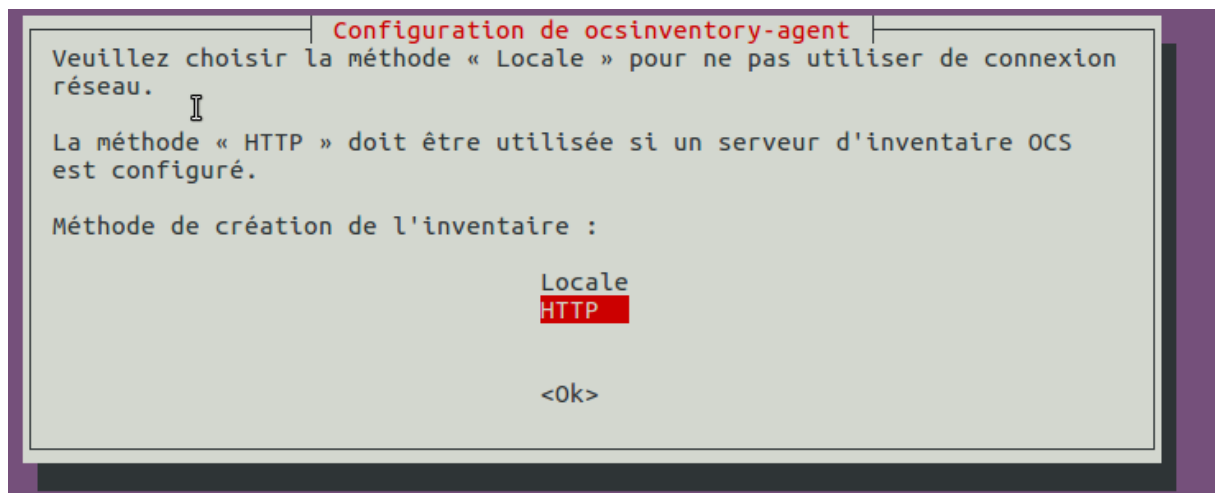 Configuration de ocsinventory-agent
Veuillez choisir la méthode « Locale » pour ne pas utiliser de connexion
réseau.
La méthode « HTTP » doit être utilisée si un serveur d'inventaire OCS
est configuré.
Méthode de création de l'inventaire :
Locale
HTTP
<Ok>